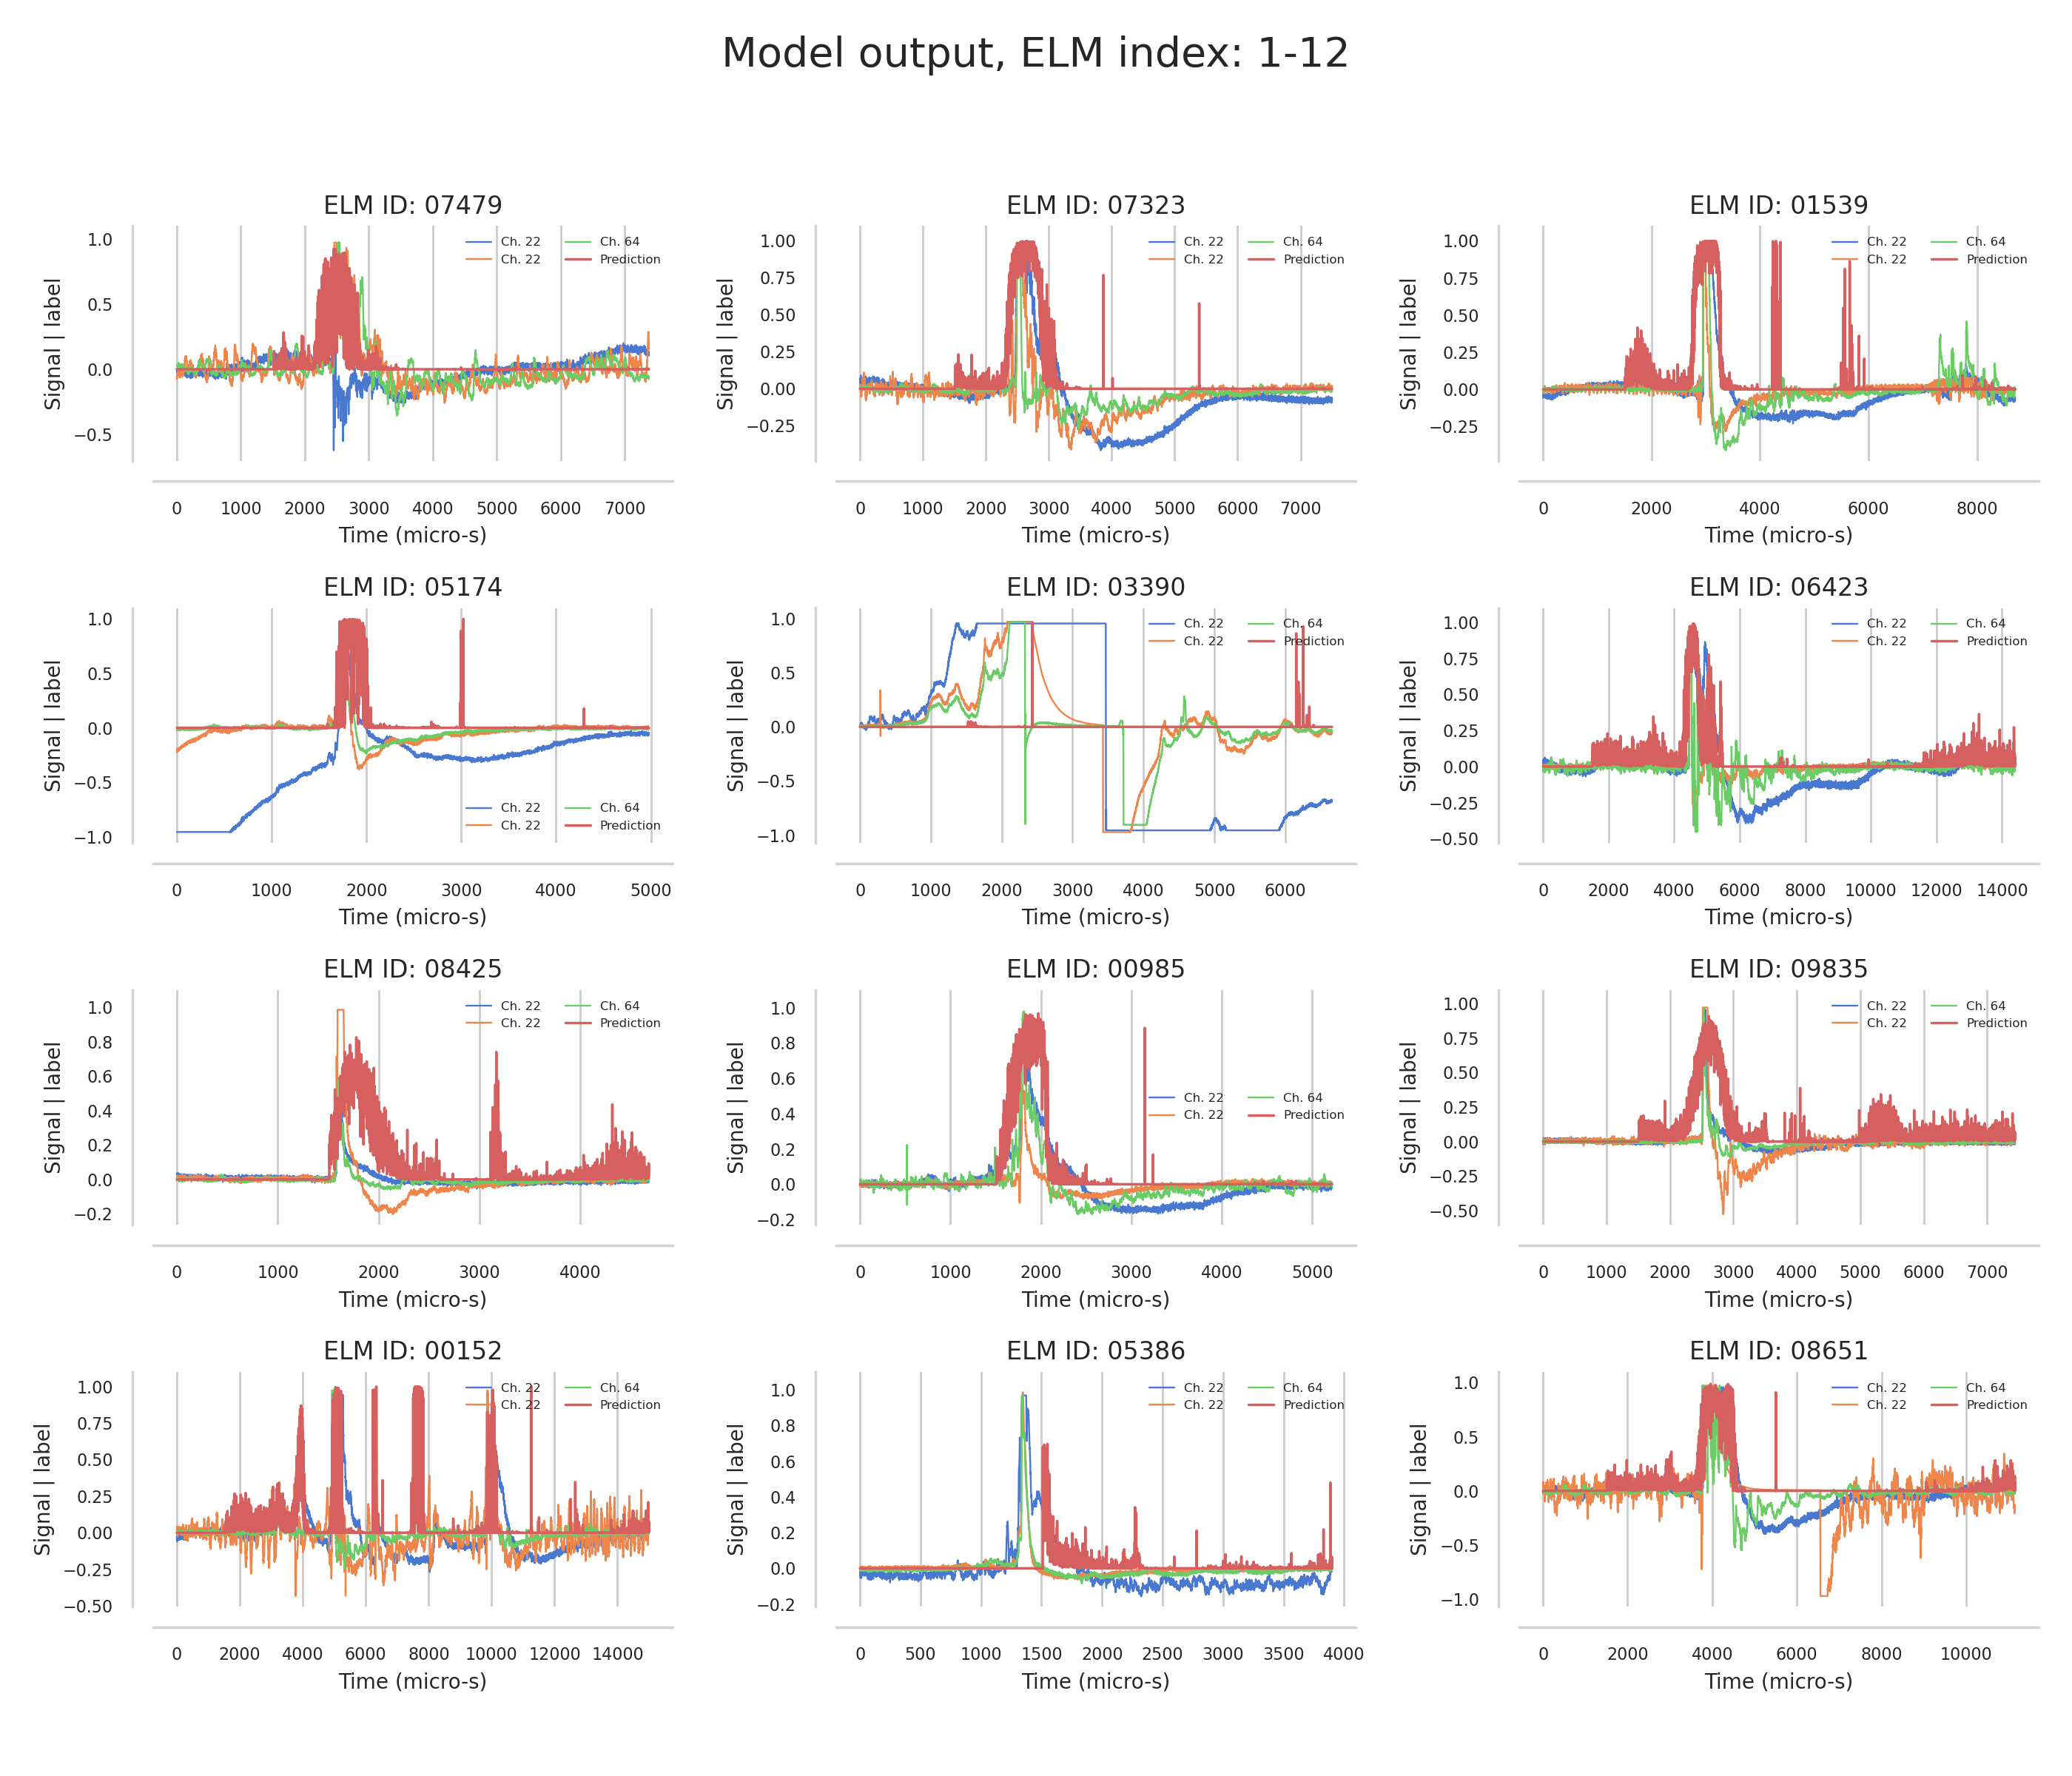 Model output, ELM index: 1-12
ELM ID: 07479
1.0
0.5
0.0
−0.5
Signal | label
Ch. 22
Ch. 22
Ch. 64
Prediction
0 1000 2000 3000 4000 5000 6000 7000
Time (micro-s)
ELM ID: 07323
1.00
0.75
0.50
0.25
0.00
−0.25
Signal | label
Ch. 22
Ch. 22
Ch. 64
Prediction
0 1000 2000 3000 4000 5000 6000 7000
Time (micro-s)
ELM ID: 01539
1.00
0.75
0.50
0.25
0.00
−0.25
Signal | label
Ch. 22
Ch. 22
Ch. 64
Prediction
0 2000 4000 6000 8000
Time (micro-s)
ELM ID: 05174
1.0
0.5
0.0
−0.5
−1.0
Signal | label
Ch. 22
Ch. 22
Ch. 64
Prediction
0 1000 2000 3000 4000 5000
Time (micro-s)
ELM ID: 03390
1.0
0.5
0.0
−0.5
−1.0
Signal | label
Ch. 22
Ch. 22
Ch. 64
Prediction
0 1000 2000 3000 4000 5000 6000
Time (micro-s)
ELM ID: 06423
1.00
0.75
0.50
0.25
0.00
−0.25
−0.50
Signal | label
Ch. 22
Ch. 22
Ch. 64
Prediction
0 2000 4000 6000 8000 10000 12000 14000
Time (micro-s)
ELM ID: 08425
1.0
0.8
0.6
0.4
0.2
0.0
−0.2
Signal | label
Ch. 22
Ch. 22
Ch. 64
Prediction
0 1000 2000 3000 4000
Time (micro-s)
ELM ID: 00985
1.0
0.8
0.6
0.4
0.2
0.0
−0.2
Signal | label
Ch. 22
Ch. 22
Ch. 64
Prediction
0 1000 2000 3000 4000 5000
Time (micro-s)
ELM ID: 09835
1.00
0.75
0.50
0.25
0.00
−0.25
−0.50
Signal | label
Ch. 22
Ch. 22
Ch. 64
Prediction
0 1000 2000 3000 4000 5000 6000 7000
Time (micro-s)
ELM ID: 00152
1.00
0.75
0.50
0.25
0.00
−0.25
−0.50
Signal | label
Ch. 22
Ch. 22
Ch. 64
Prediction
0 2000 4000 6000 8000 10000 12000 14000
Time (micro-s)
ELM ID: 05386
1.0
0.8
0.6
0.4
0.2
0.0
−0.2
Signal | label
Ch. 22
Ch. 22
Ch. 64
Prediction
0 500 1000 1500 2000 2500 3000 3500 4000
Time (micro-s)
ELM ID: 08651
1.0
0.5
0.0
−0.5
−1.0
Signal | label
Ch. 22
Ch. 22
Ch. 64
Prediction
0 2000 4000 6000 8000 10000
Time (micro-s)